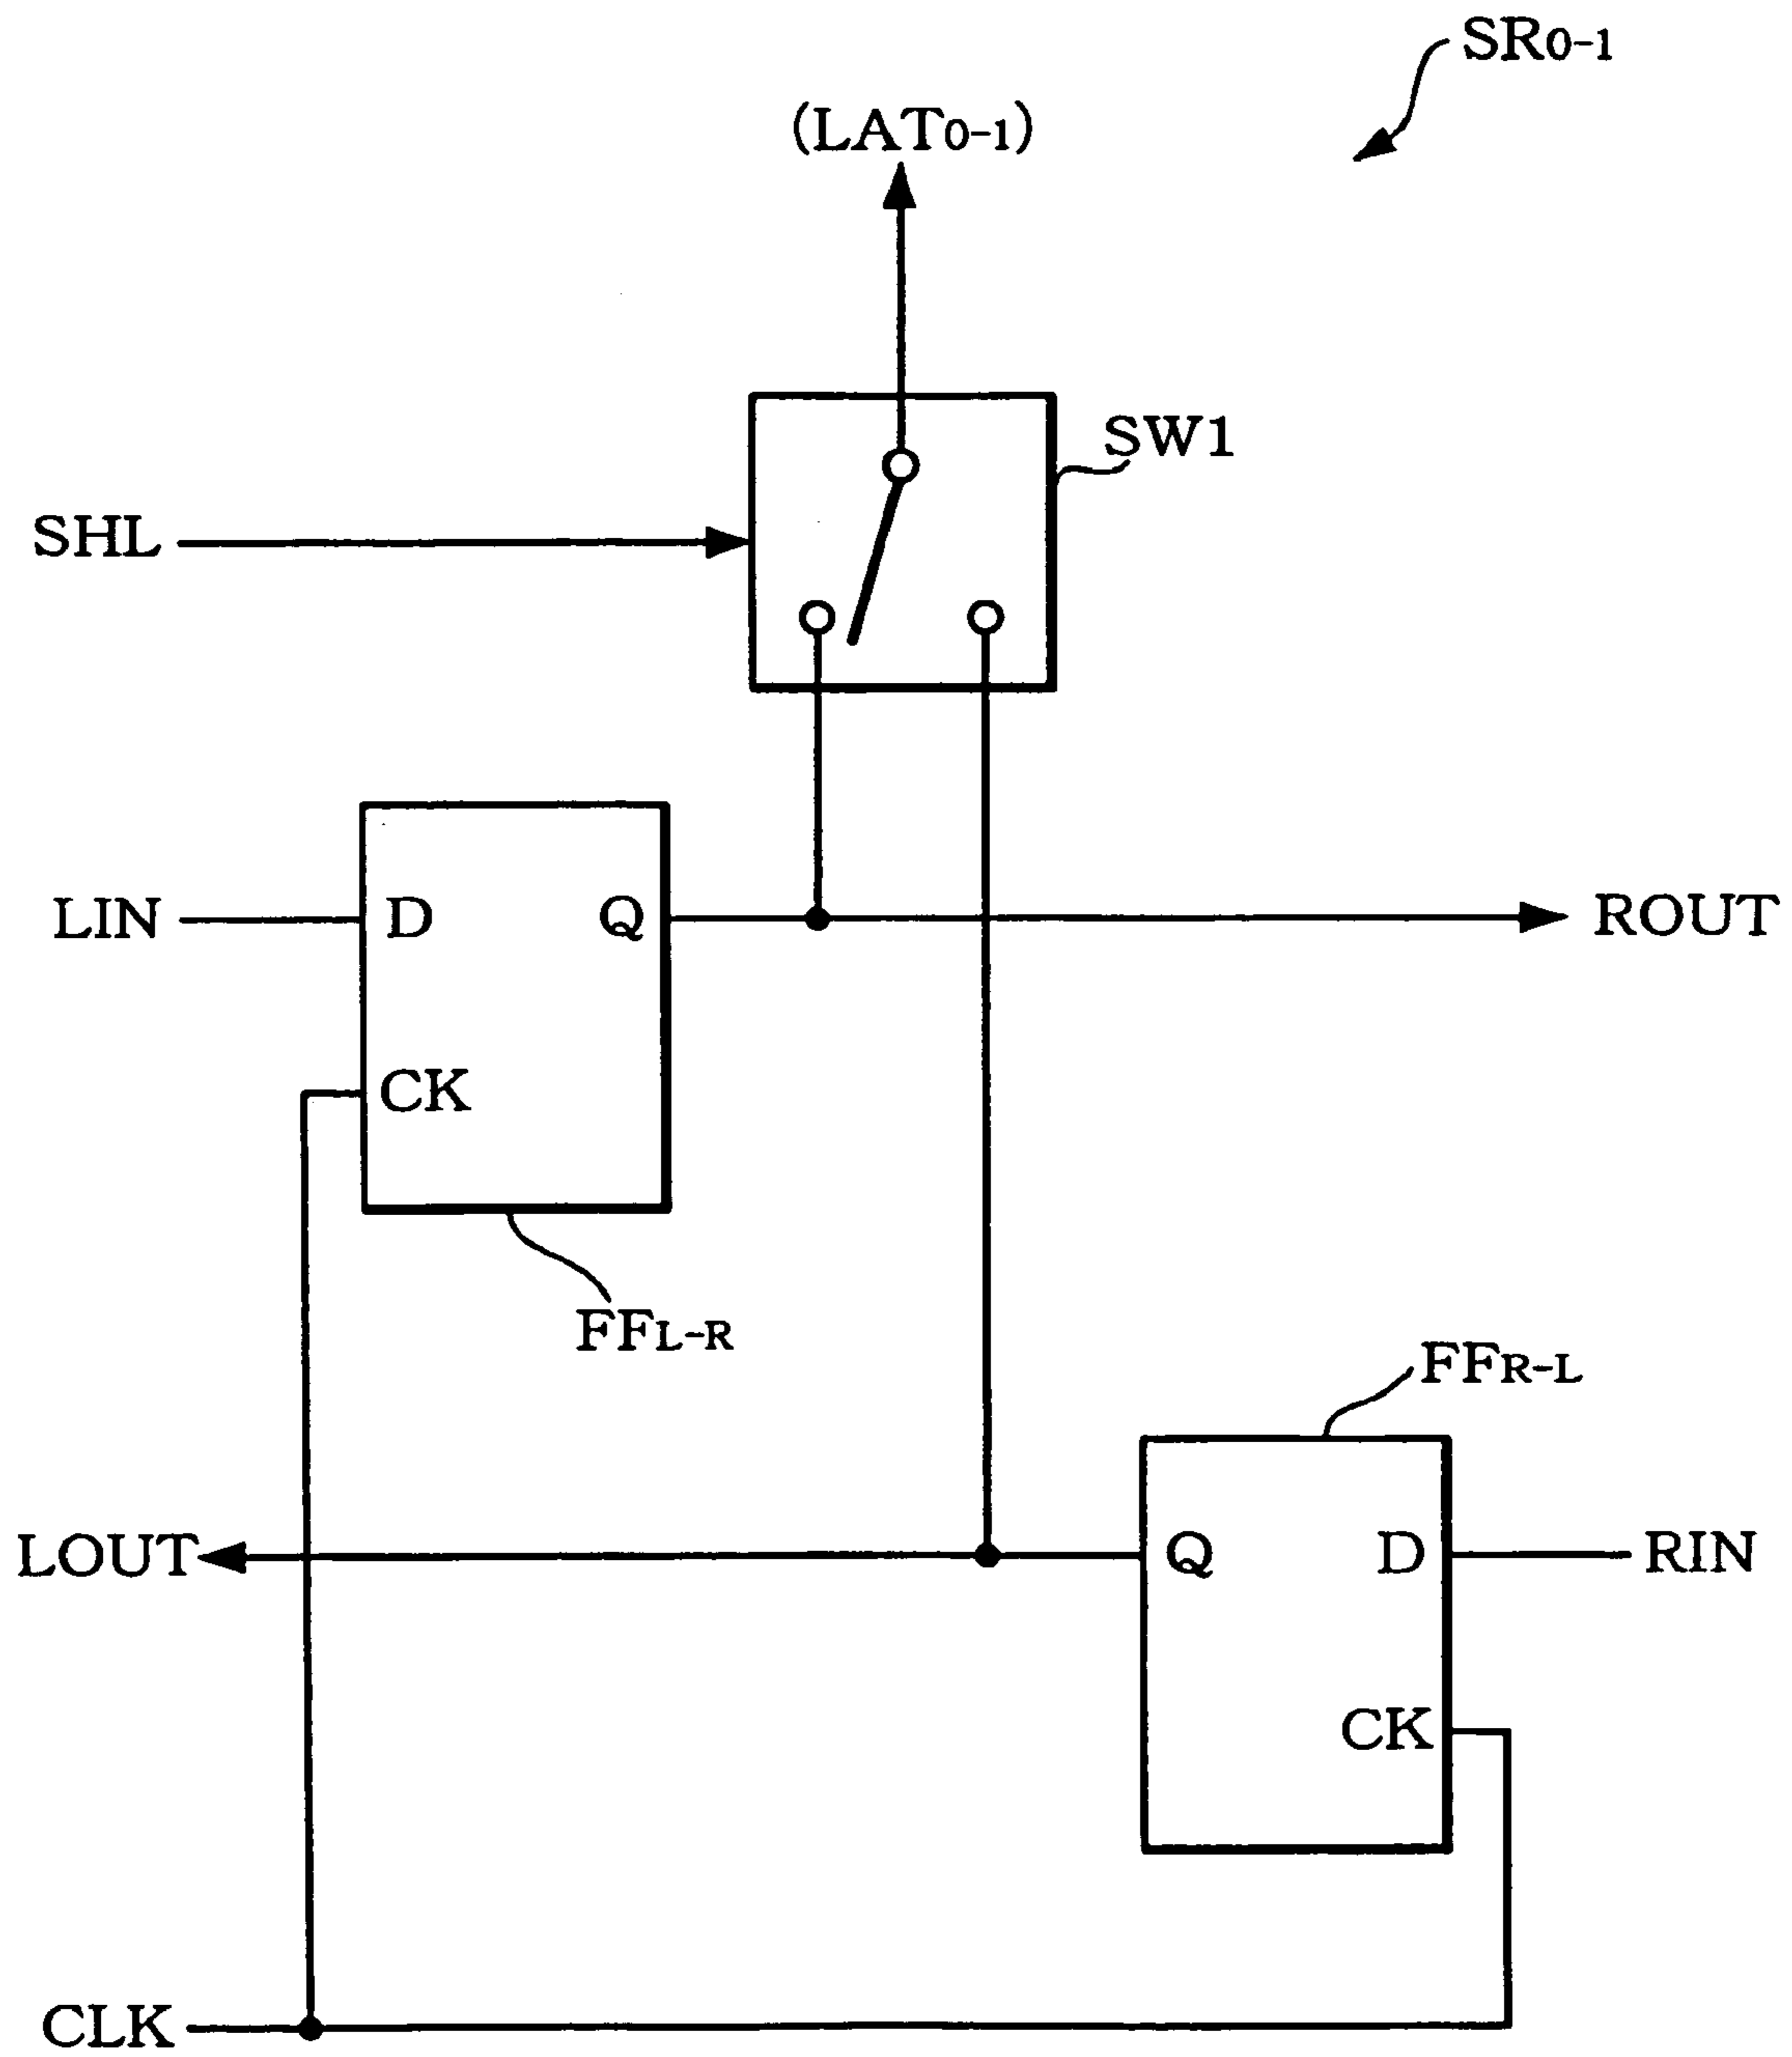 SR0-1
(LAT0-1)
SW1
SHL
LIN
D
Q
ROUT
CK
FFL-R
FFR-L
LOUT
Q
D
RIN
CK
CLK